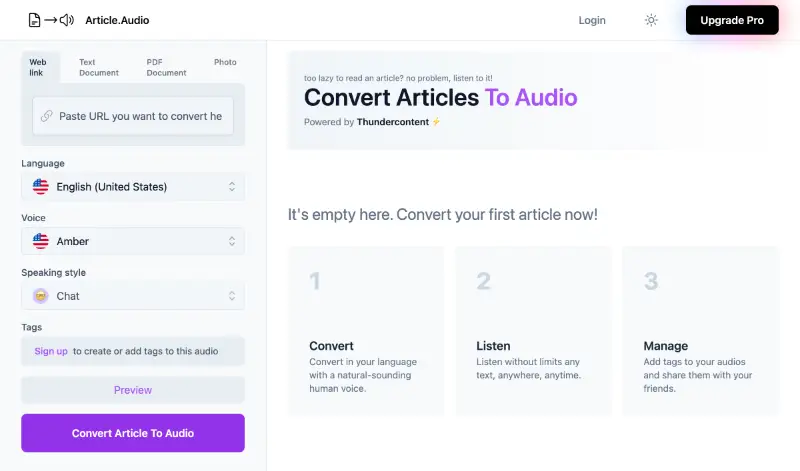 Article.Audio
Login
Upgrade Pro
Web
link
Text
Document
PDF
Document
Photo
Paste URL you want to convert he
Language
English (United States)
Voice
Amber
Speaking style
Chat
Tags
Sign up to create or add tags to this audio
Preview
Convert Article To Audio
too lazy to read an article? no problem, listen to it!
Convert Articles To Audio
Powered by Thundercontent ⚡
It's empty here. Convert your first article now!
1
Convert
Convert in your language
with a natural-sounding
human voice.
2
Listen
Listen without limits any
text, anywhere, anytime.
3
Manage
Add tags to your audios
and share them with your
friends.